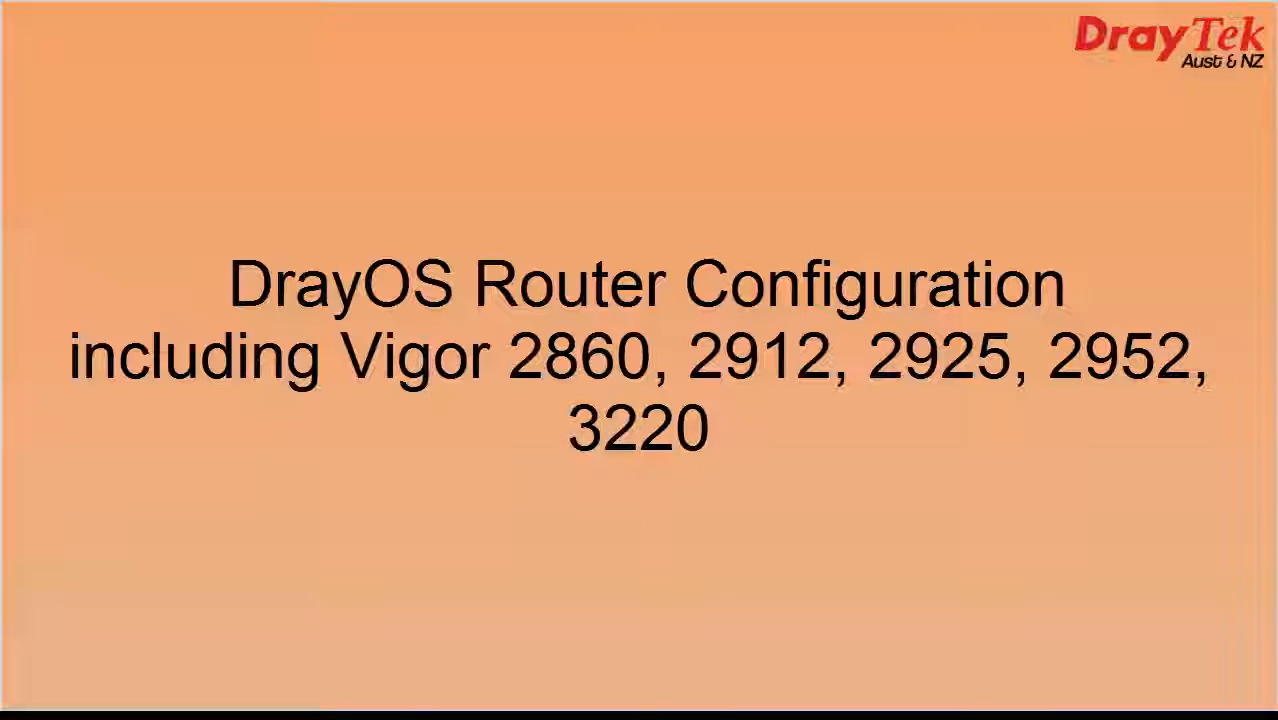 DrayTek
Aust & NZ
DrayOS Router Configuration
including Vigor 2860, 2912, 2925, 2952,
3220